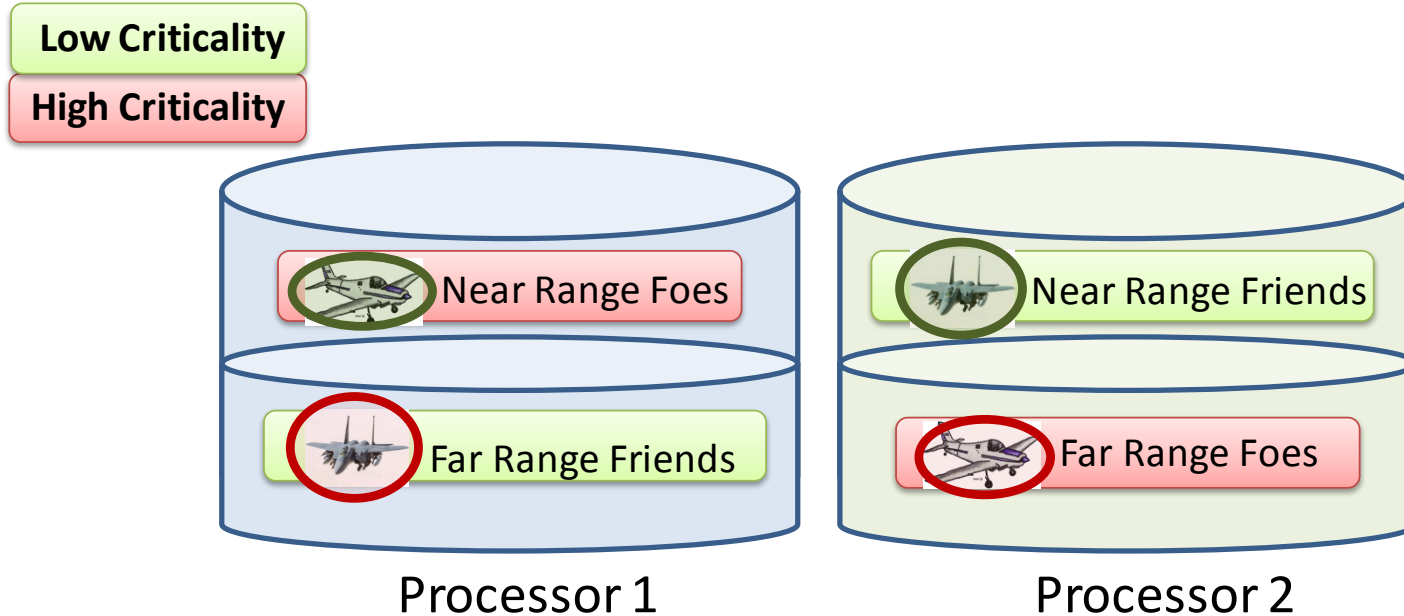 Low Criticality
High Criticality
Near Range Foes
Near Range Friends
Far Range Friends
Far Range Foes
Processor 1
Processor 2